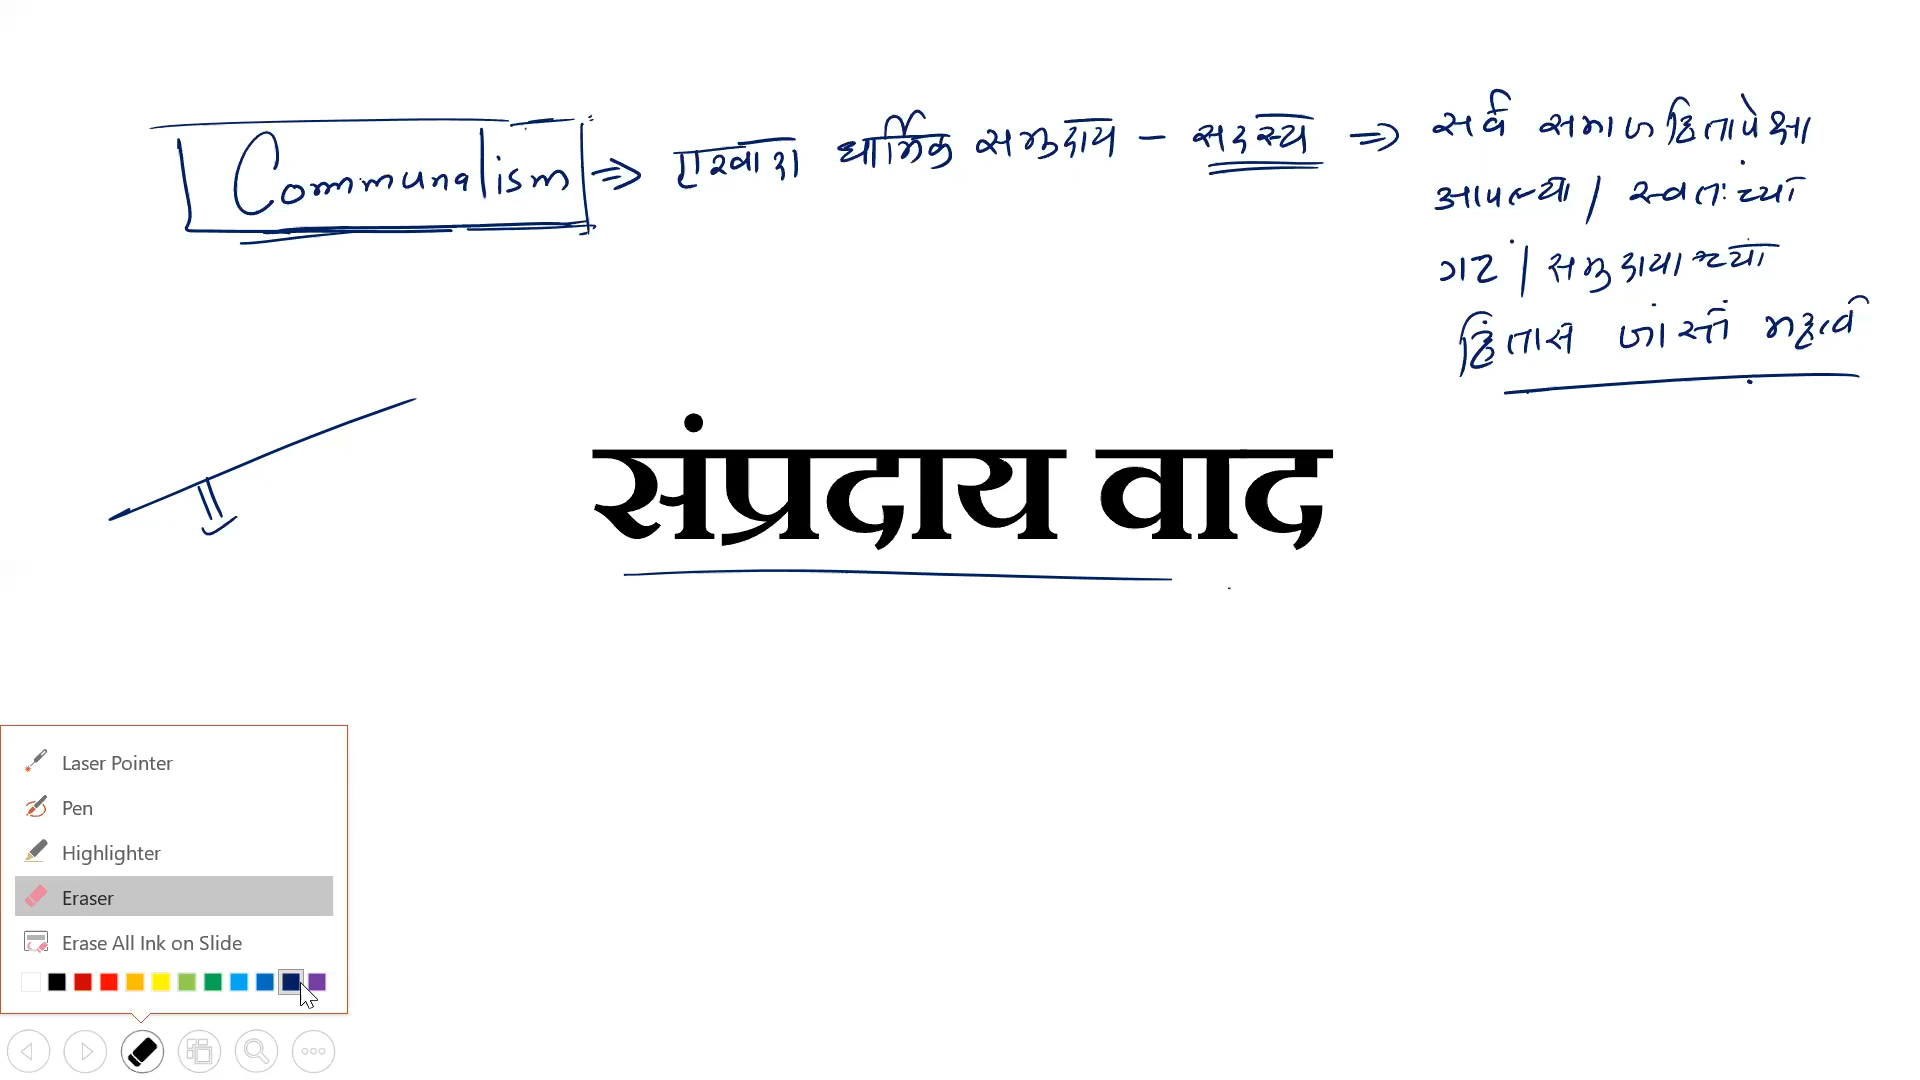 Communalism ⇒ एखादा धार्मिक समुदाय - सदस्य ⇒ सर्व समाज हितापेक्षा
आपल्या / स्वतःच्या
गट / समुदायाच्या
हितास जास्त महत्व
संप्रदाय वाद
Laser Pointer
Pen
Highlighter
Eraser
Erase All Ink on Slide